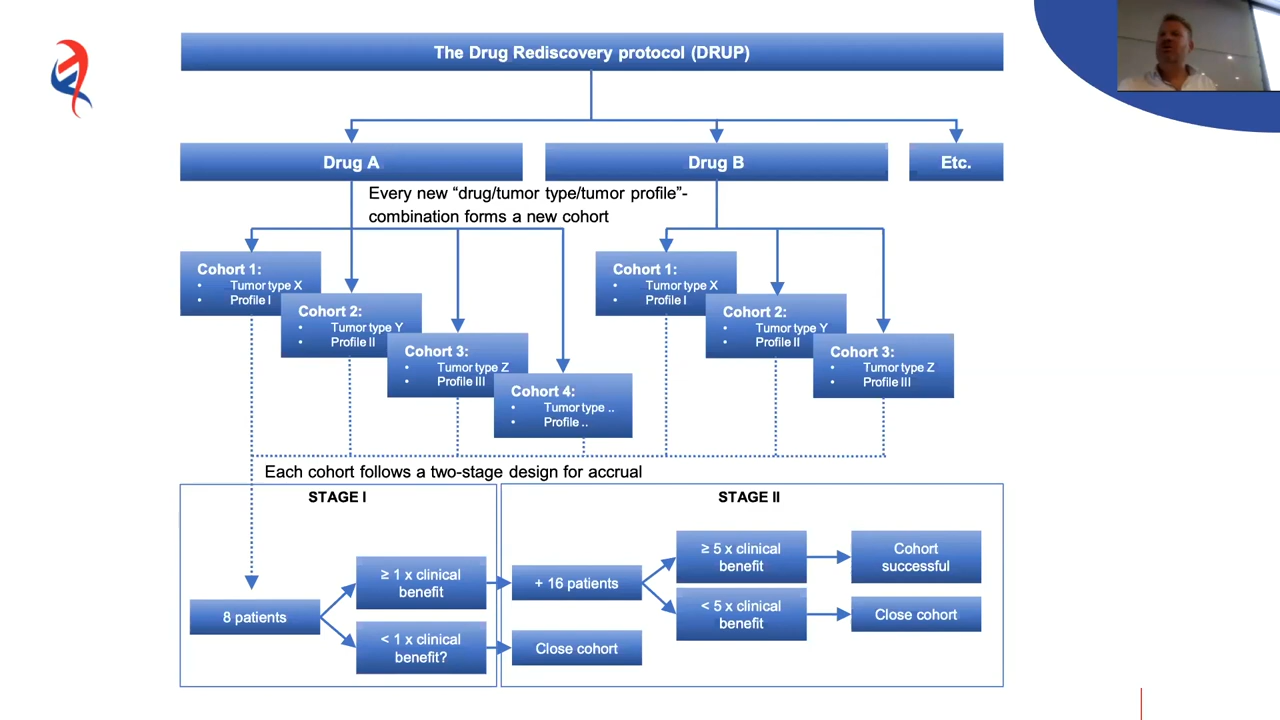 The Drug Rediscovery protocol (DRUP)
Drug A
Drug B
Etc.
Every new “drug/tumor type/tumor profile”-
combination forms a new cohort
Cohort 1:
• Tumor type X
• Profile I
Cohort 2:
• Tumor type Y
• Profile II
Cohort 3:
• Tumor type Z
• Profile III
Cohort 4:
• Tumor type ..
• Profile ..
Cohort 1:
• Tumor type X
• Profile I
Cohort 2:
• Tumor type Y
• Profile II
Cohort 3:
• Tumor type Z
• Profile III
Each cohort follows a two-stage design for accrual
STAGE I
8 patients
≥ 1 x clinical
benefit
< 1 x clinical
benefit?
STAGE II
+ 16 patients
Close cohort
≥ 5 x clinical
benefit
< 5 x clinical
benefit
Cohort
successful
Close cohort